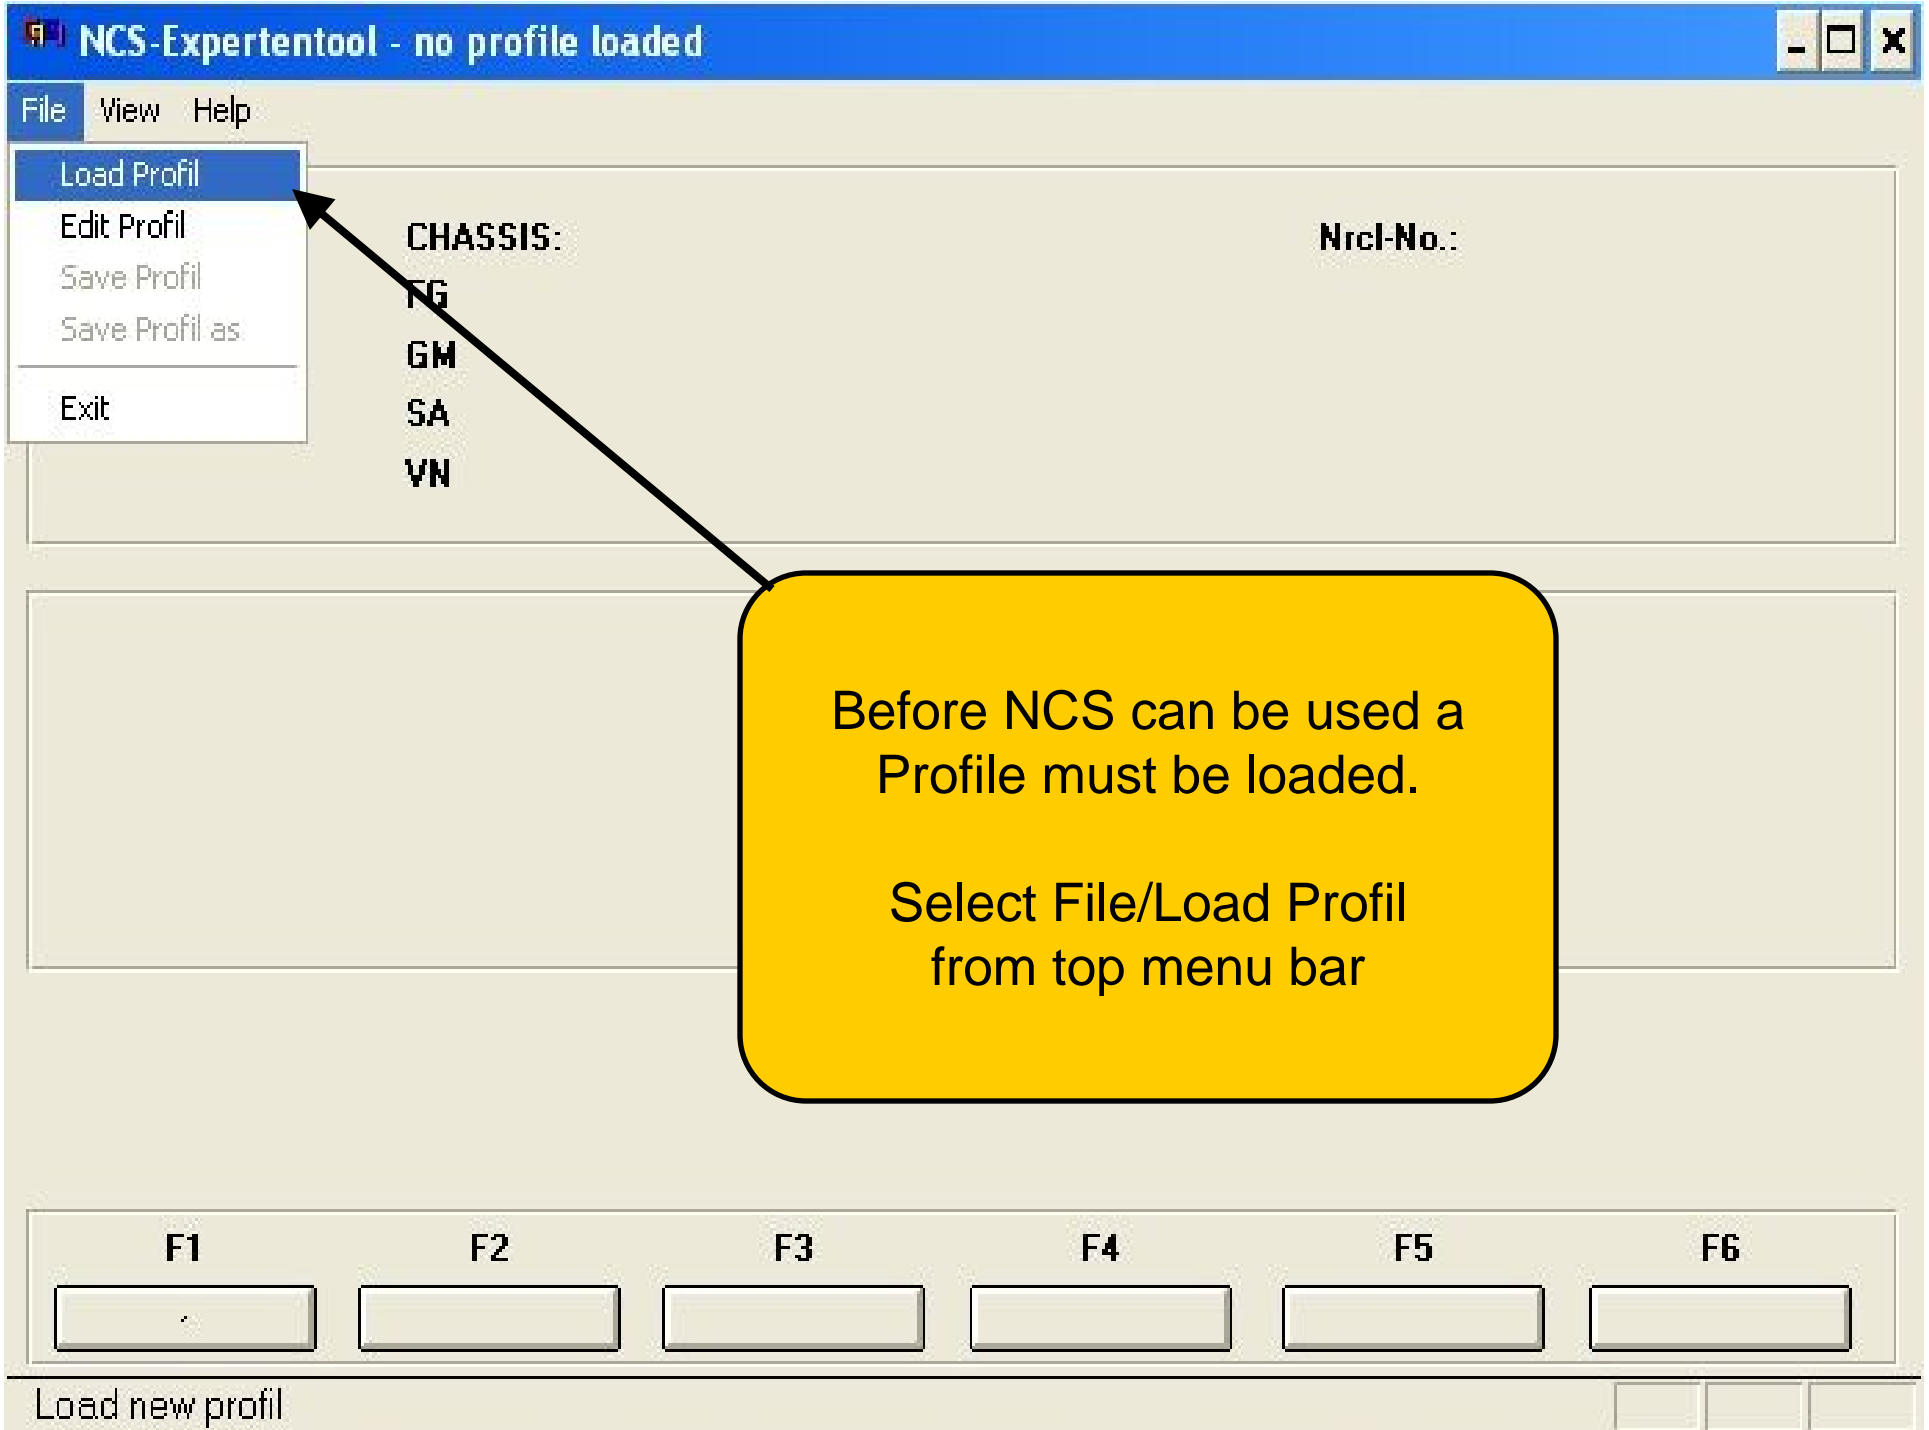 NCS-Expertentool - no profile loaded
File View Help
Load Profil
Edit Profil
Save Profil
Save Profil as
Exit
CHASSIS: Nrcl-No.:
FG
GM
SA
VN
Before NCS can be used a
Profile must be loaded.
Select File/Load Profil
from top menu bar
F1 F2 F3 F4 F5 F6
Load new profil